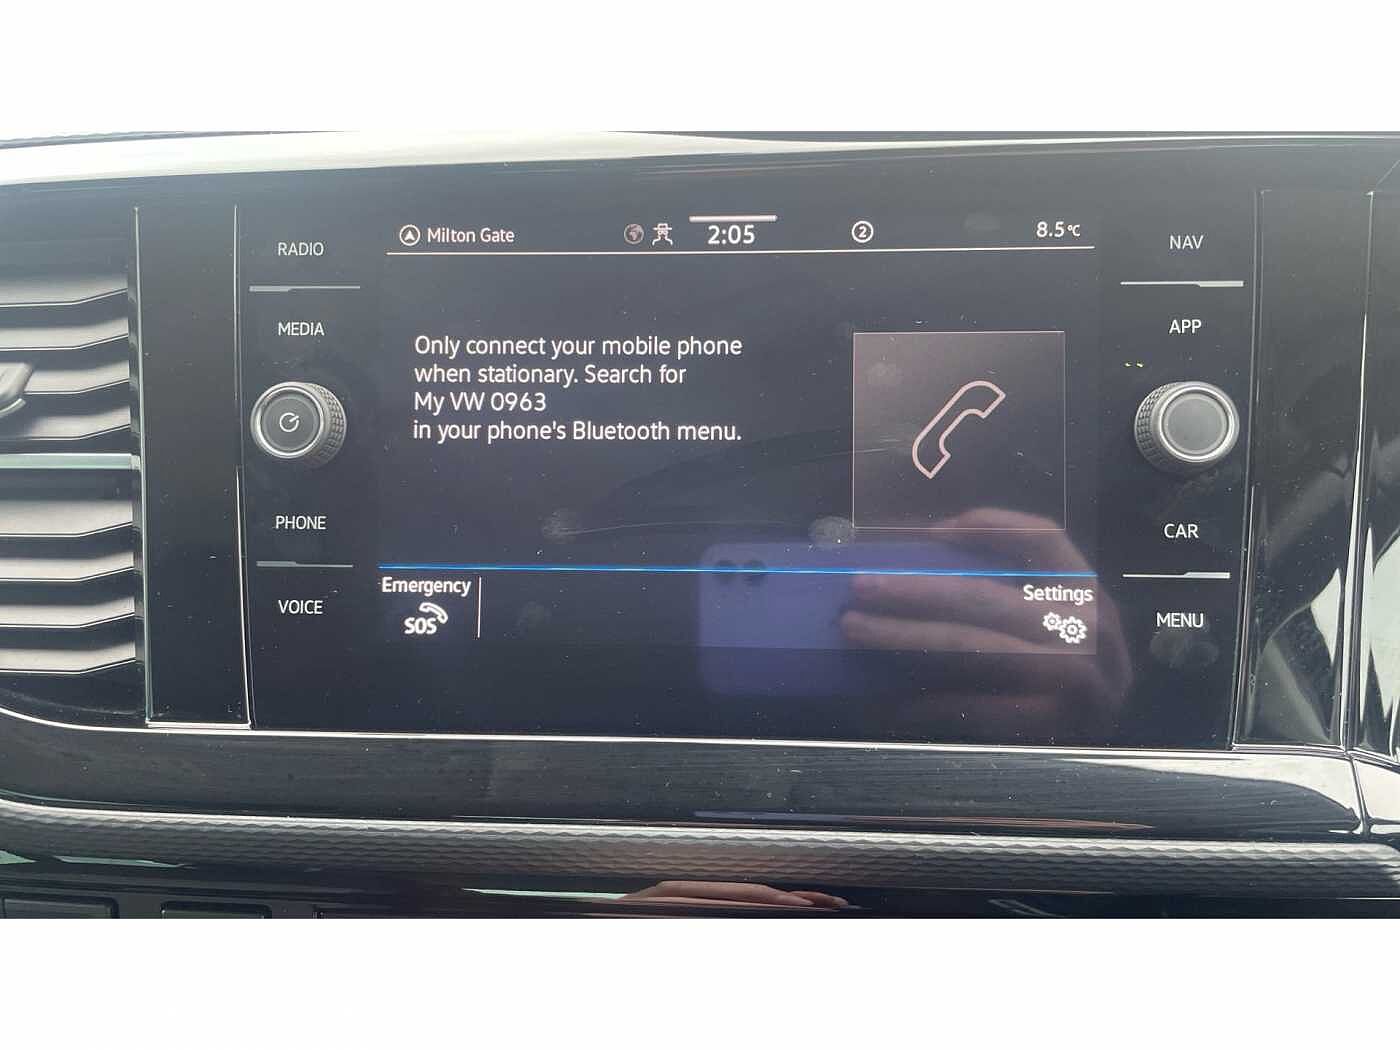 Milton Gate 2:05 2 8.5°C
RADIO
MEDIA
PHONE
VOICE
Only connect your mobile phone
when stationary. Search for
My VW 0963
in your phone's Bluetooth menu.
Emergency
SOS
Settings
NAV
APP
CAR
MENU